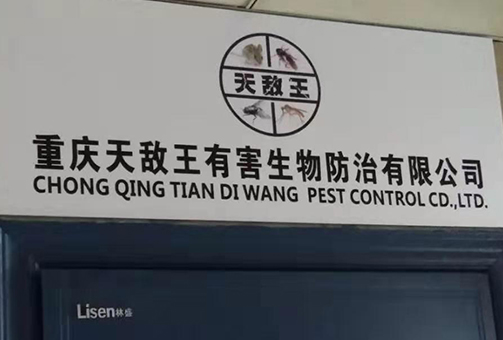 天敌王
重庆天敌王有害生物防治有限公司
CHONG QING TIAN DI WANG PEST CONTROL CD.,LTD.
Lisen林盛